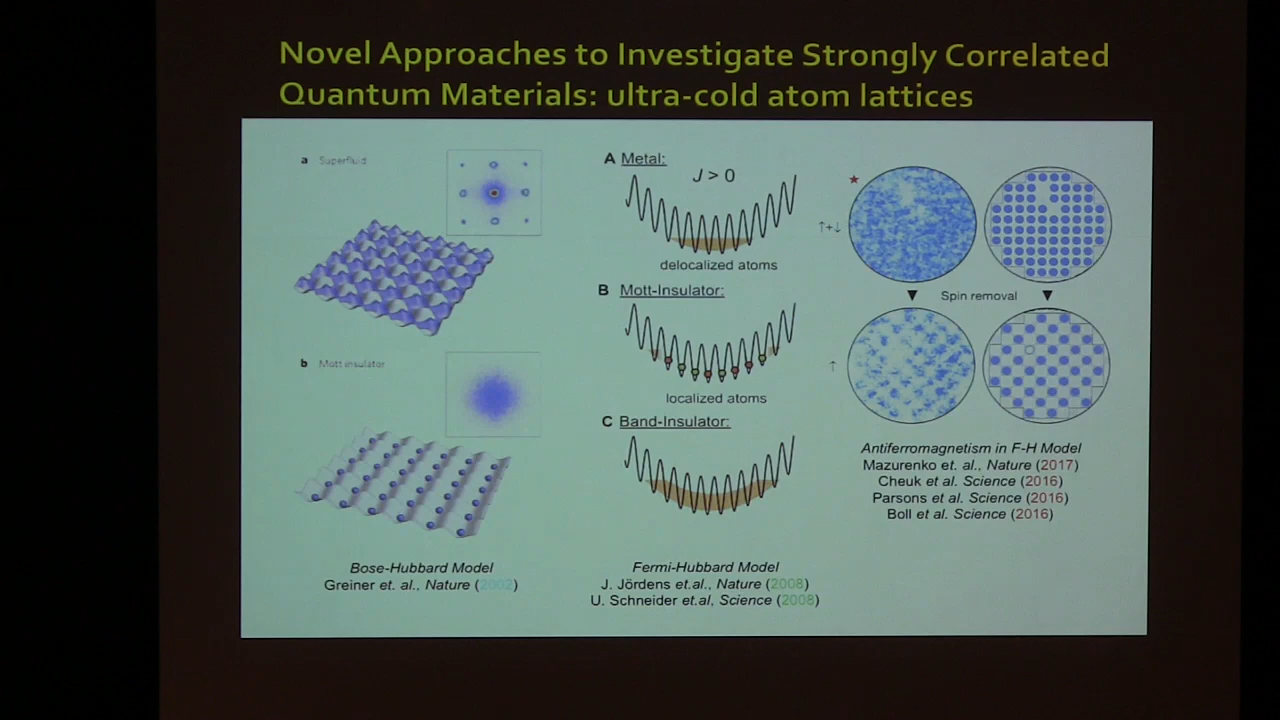 Novel Approaches to Investigate Strongly Correlated
Quantum Materials: ultra-cold atom lattices
a Superfluid
b Mott insulator
Bose-Hubbard Model
Greiner et. al., Nature (2002)
A Metal:
J > 0
delocalized atoms
B Mott-Insulator:
localized atoms
C Band-Insulator:
Fermi-Hubbard Model
J. Jördens et.al., Nature (2008)
U. Schneider et.al, Science (2008)
↑+↓
Spin removal
↑
Antiferromagnetism in F-H Model
Mazurenko et. al., Nature (2017)
Cheuk et al. Science (2016)
Parsons et al. Science (2016)
Boll et al. Science (2016)